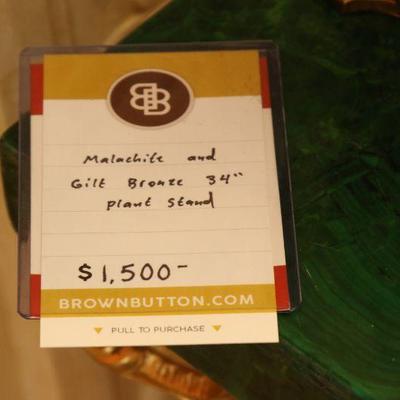 BB
Malachite and
Gilt Bronze 34"
plant stand
$1,500-
BROWNBUTTON.COM
PULL TO PURCHASE